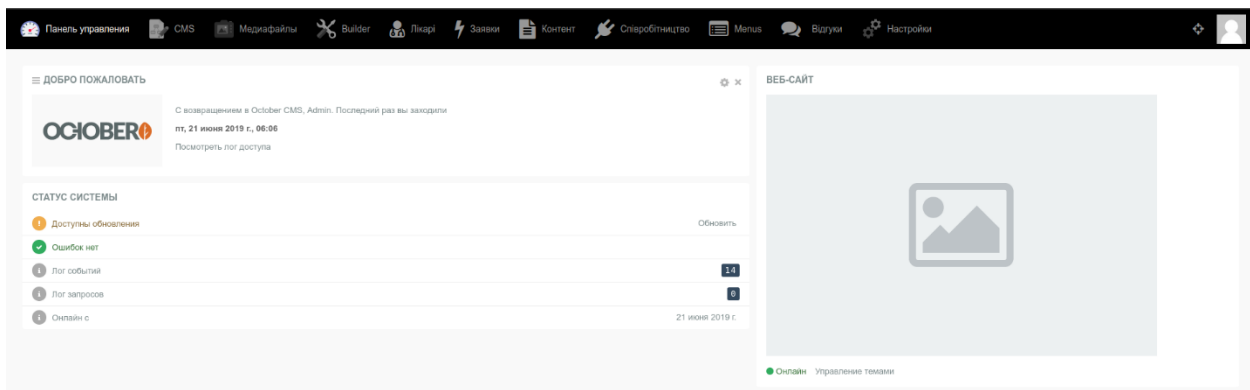 Панель управления CMS Медиафайлы Builder Лікарі Заявки Контент Співробітництво Menus Відгуки Настройки
ДОБРО ПОЖАЛОВАТЬ
OCTOBER
С возвращением в October CMS, Admin. Последний раз вы заходили
пт, 21 июня 2019 г., 06:06
Посмотреть лог доступа
СТАТУС СИСТЕМЫ
Доступны обновления Обновить
Ошибок нет
Лог событий 14
Лог запросов 0
Онлайн с 21 июня 2019 г.
ВЕБ-САЙТ
Онлайн Управление темами